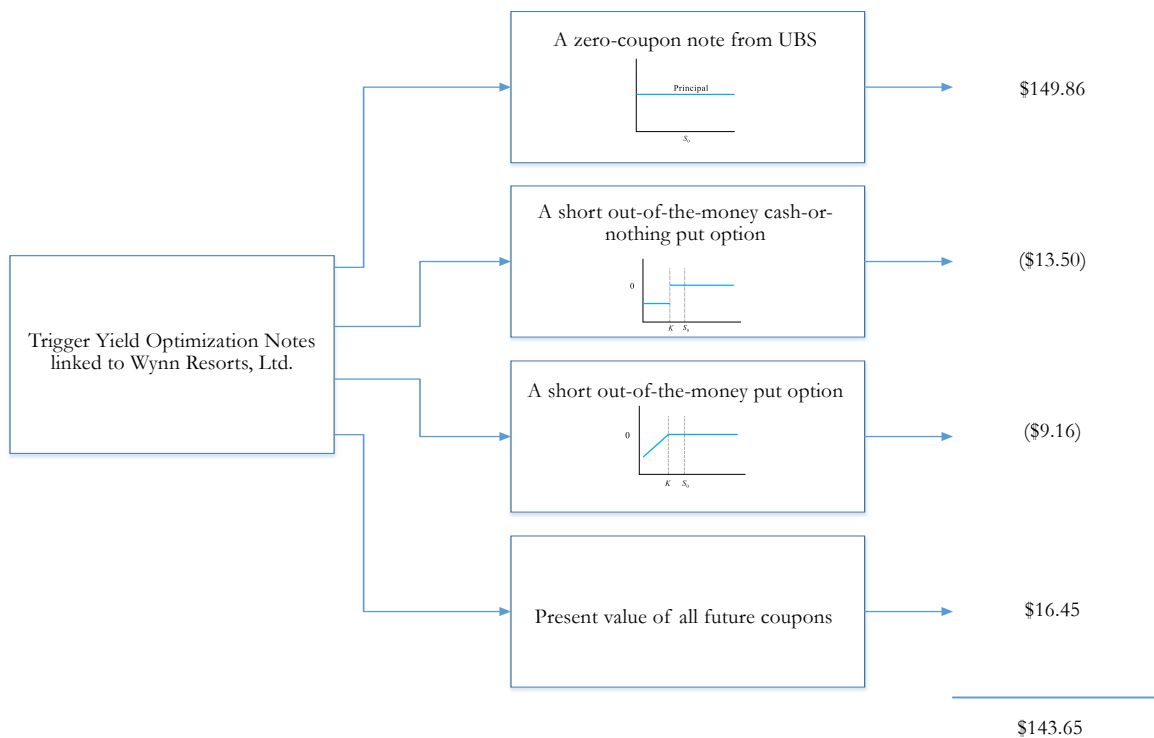 A zero-coupon note from UBS
Principal
S0
$149.86
A short out-of-the-money cash-or-
nothing put option
0
K
S0
($13.50)
Trigger Yield Optimization Notes
linked to Wynn Resorts, Ltd.
A short out-of-the-money put option
0
K
S0
($9.16)
Present value of all future coupons
$16.45
$143.65